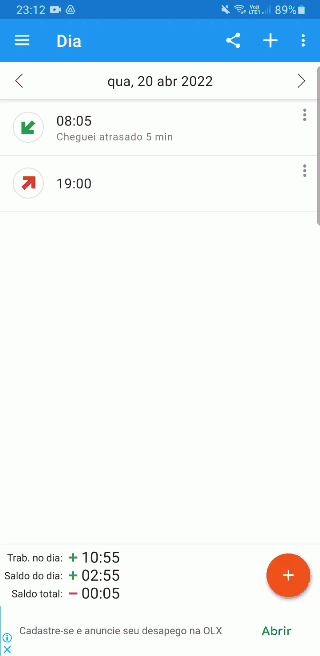 23:12 Voi) LTE1 89%
Dia
qua, 20 abr 2022
08:05
Cheguei atrasado 5 min
19:00
Trab. no dia: + 10:55
Saldo do dia: + 02:55
Saldo total: - 00:05
Cadastre-se e anuncie seu desapego na OLX Abrir